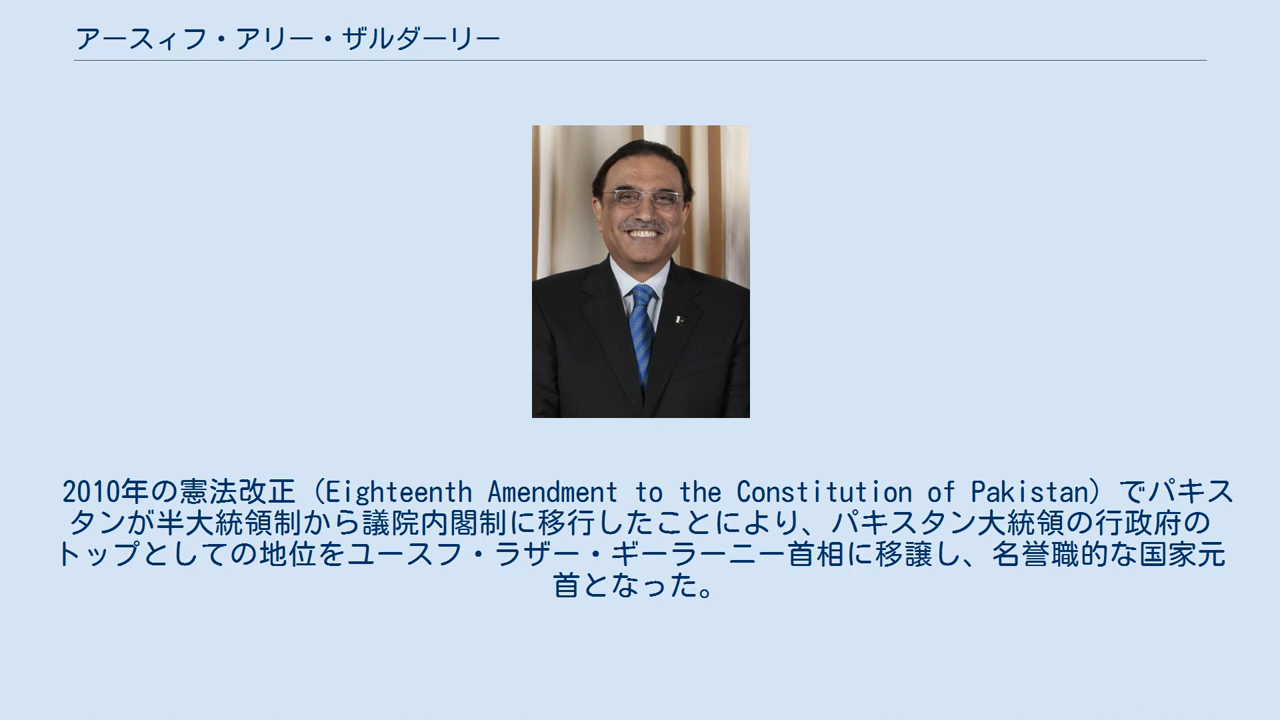 アースィフ・アリー・ザルダーリー
2010年の憲法改正（Eighteenth Amendment to the Constitution of Pakistan）でパキス
タンが半大統領制から議院内閣制に移行したことにより、パキスタン大統領の行政府の
トップとしての地位をユースフ・ラザー・ギーラーニー首相に移譲し、名誉職的な国家元
首となった。